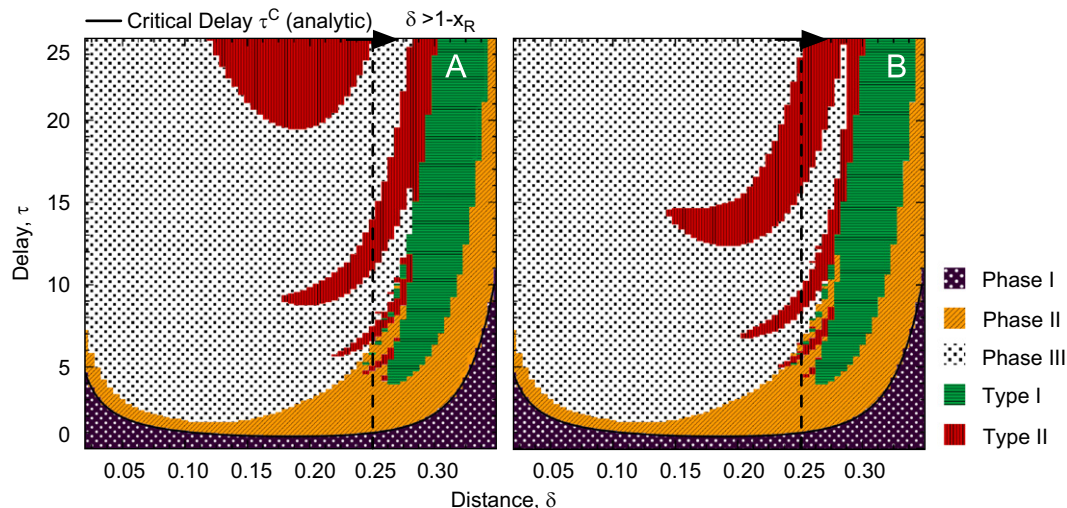 Critical Delay τ^C (analytic) δ >1-x_R
A B
25
20
15
10
5
0
Delay, τ
0.05 0.10 0.15 0.20 0.25 0.30 0.05 0.10 0.15 0.20 0.25 0.30
Distance, δ
Phase I
Phase II
Phase III
Type I
Type II